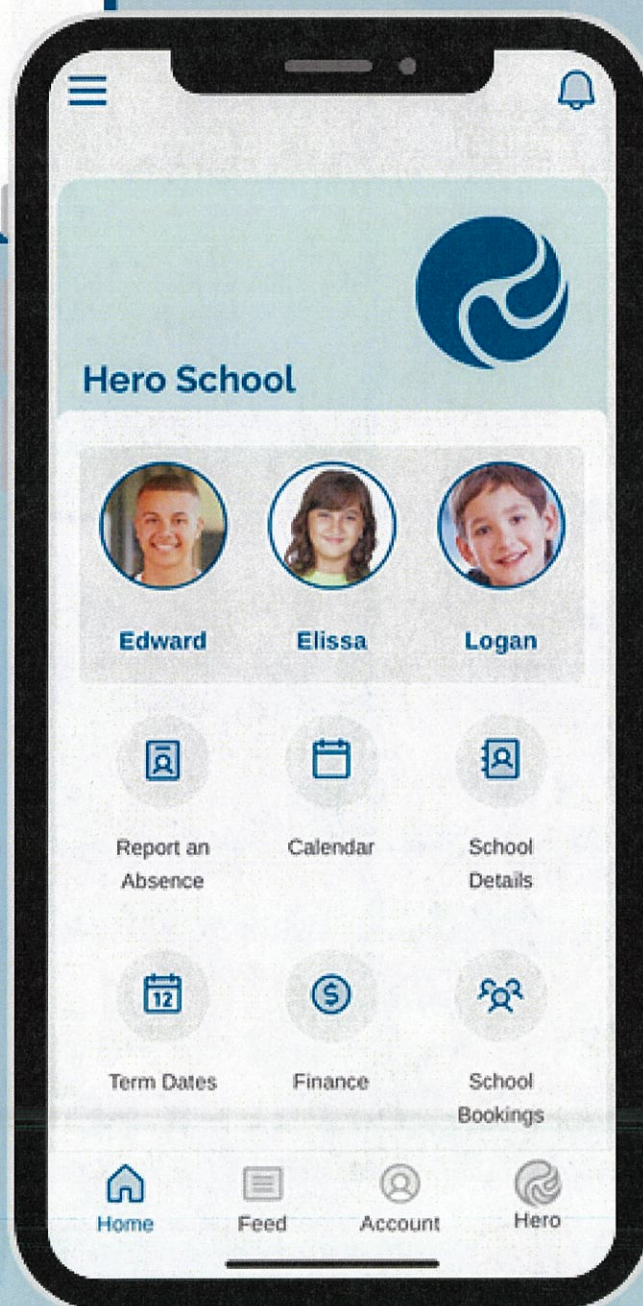 Hero School
Edward Elissa Logan
Report an Calendar School
Absence Details
12
Term Dates Finance School
Bookings
Home Feed Account Hero